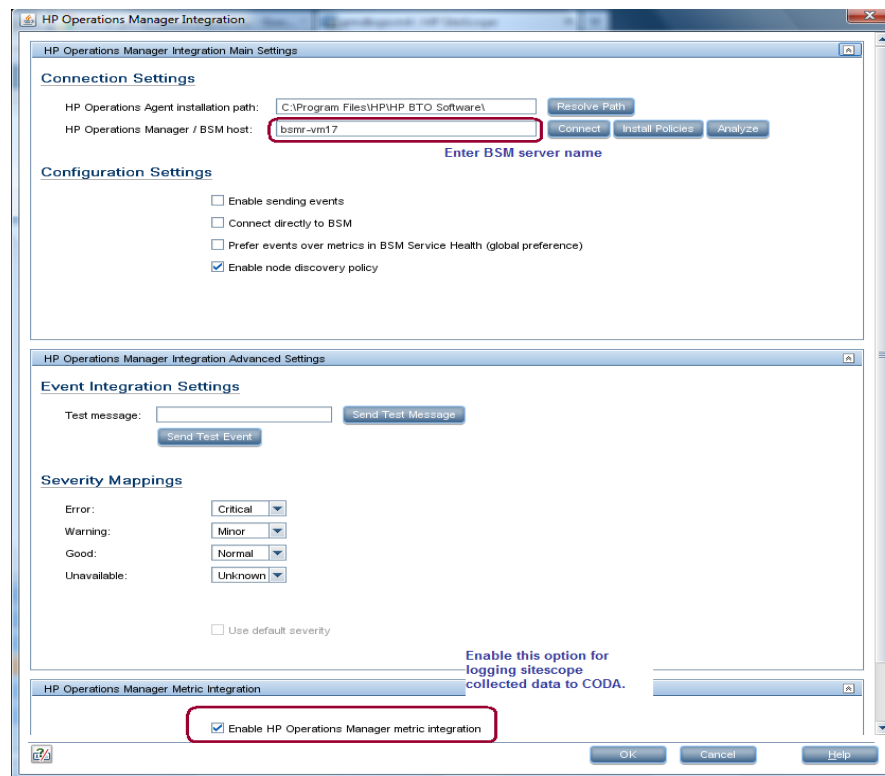 HP Operations Manager Integration
HP Operations Manager Integration Main Settings
Connection Settings
HP Operations Agent installation path: C:\Program Files\HP\HP BTO Software\ Resolve Path
HP Operations Manager / BSM host: bsmr-vm17 Connect Install Policies Analyze
Enter BSM server name
Configuration Settings
Enable sending events
Connect directly to BSM
Prefer events over metrics in BSM Service Health (global preference)
Enable node discovery policy
HP Operations Manager Integration Advanced Settings
Event Integration Settings
Test message: Send Test Message
Send Test Event
Severity Mappings
Error: Critical
Warning: Minor
Good: Normal
Unavailable: Unknown
Use default severity
Enable this option for
logging sitescope
collected data to CODA.
HP Operations Manager Metric Integration
Enable HP Operations Manager metric integration
OK Cancel Help